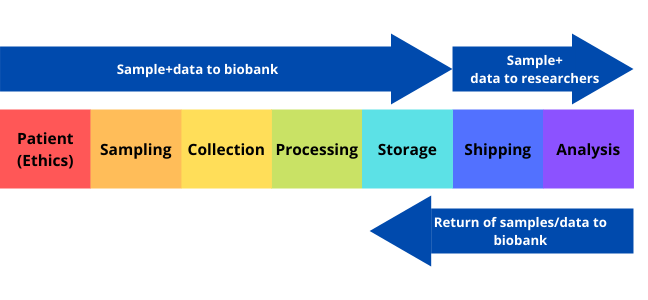 Sample+data to biobank
Sample+
data to researchers
Patient
(Ethics)
Sampling
Collection
Processing
Storage
Shipping
Analysis
Return of samples/data to
biobank